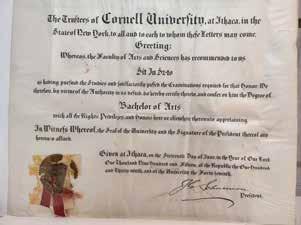 The Trustees of Cornell University, at Ithaca, in the
State of New York, to all and to each to whom these Letters may come,
Greeting:
Whereas, the Faculty of Arts and Sciences has recommended to us
as having pursued the Studies and satisfactorily passed the Examinations required for that Honor. We
therefore, by virtue of the Authority in us do hereby certify thereto, and confer on him the Degree of
Bachelor of Arts
with all the Rights, Privileges, and Honors here or elsewhere thereunto appertaining.
In Witness Whereof, the Seal of the University and the Signature of the President thereof are
hereunto affixed.
Given at Ithaca, on the Day of June, in the Year of Our Lord
One Thousand Nine Hundred and of the Republic the One Hundred
and Thirty ninth, and of the University the Forty
President.